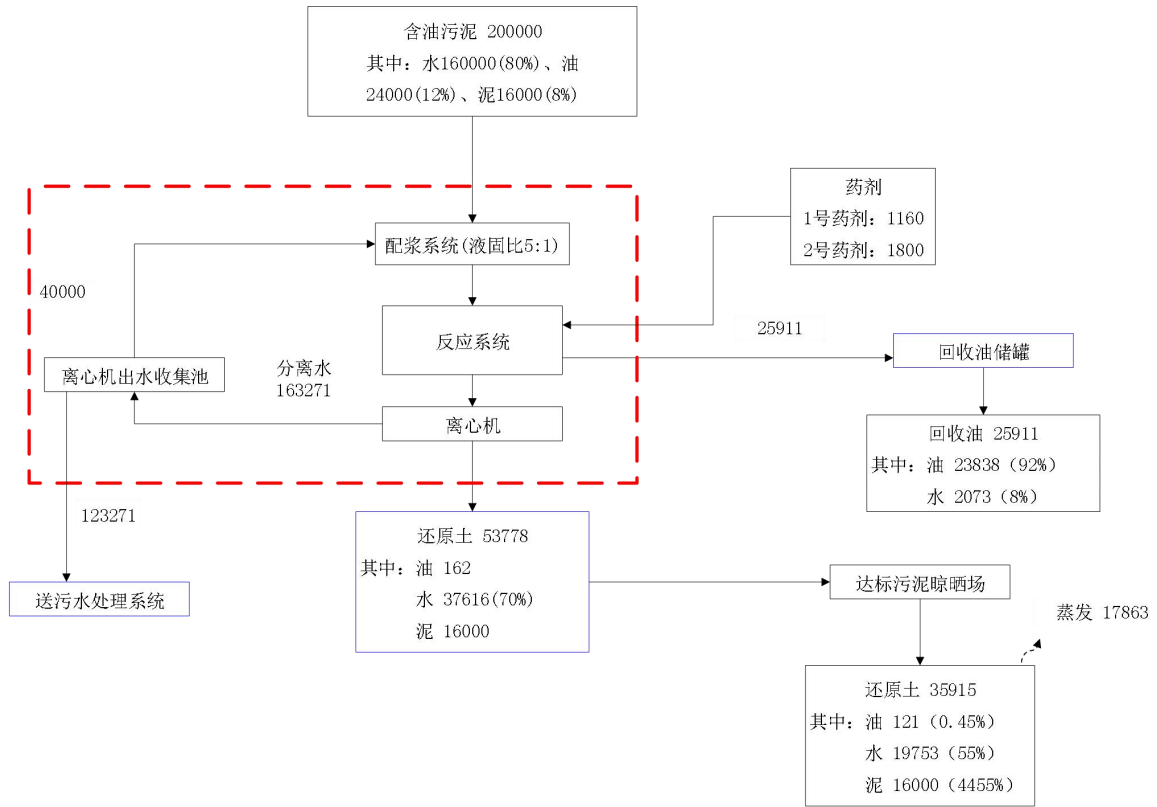 含油污泥 200000
其中：水160000(80%)、油
24000(12%)、泥16000(8%)
药剂
1号药剂：1160
2号药剂：1800
配浆系统(液固比5:1)
40000
反应系统
25911
回收油储罐
离心机出水收集池
分离水
163271
离心机
回收油 25911
其中：油 23838（92%）
水 2073（8%）
123271
还原土 53778
其中：油 162
水 37616(70%)
泥 16000
送污水处理系统
达标污泥晾晒场
蒸发 17863
还原土 35915
其中：油 121（0.45%）
水 19753（55%）
泥 16000（4455%）